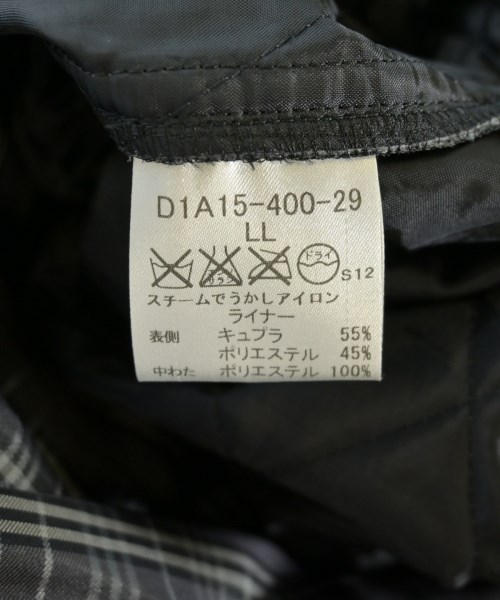 D1A15-400-29
LL
ドライ
S12
スチームでうかしアイロン
ライナー
表側 キュプラ 55%
ポリエステル 45%
中わた ポリエステル 100%